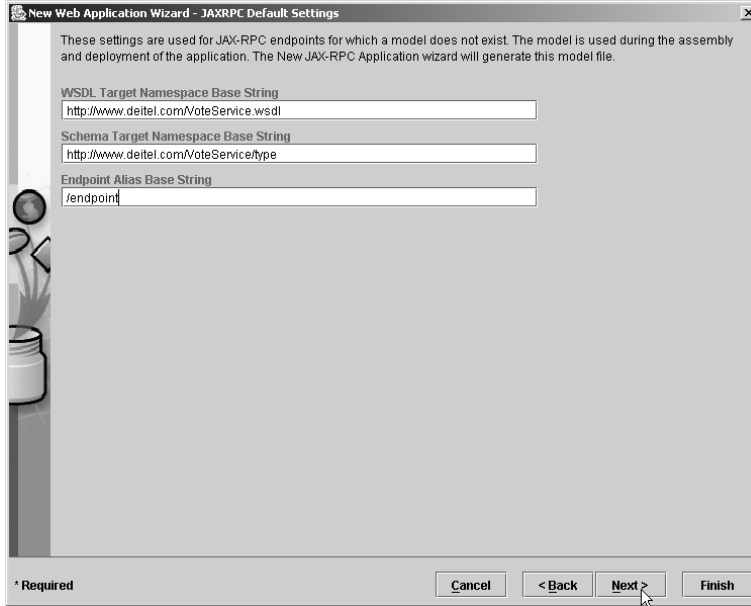 New Web Application Wizard - JAXRPC Default Settings
These settings are used for JAX-RPC endpoints for which a model does not exist. The model is used during the assembly
and deployment of the application. The New JAX-RPC Application wizard will generate this model file.
WSDL Target Namespace Base String
http://www.deitel.com/VoteService.wsdl
Schema Target Namespace Base String
http://www.deitel.com/VoteService/type
Endpoint Alias Base String
/endpoint
* Required Cancel < Back Next > Finish